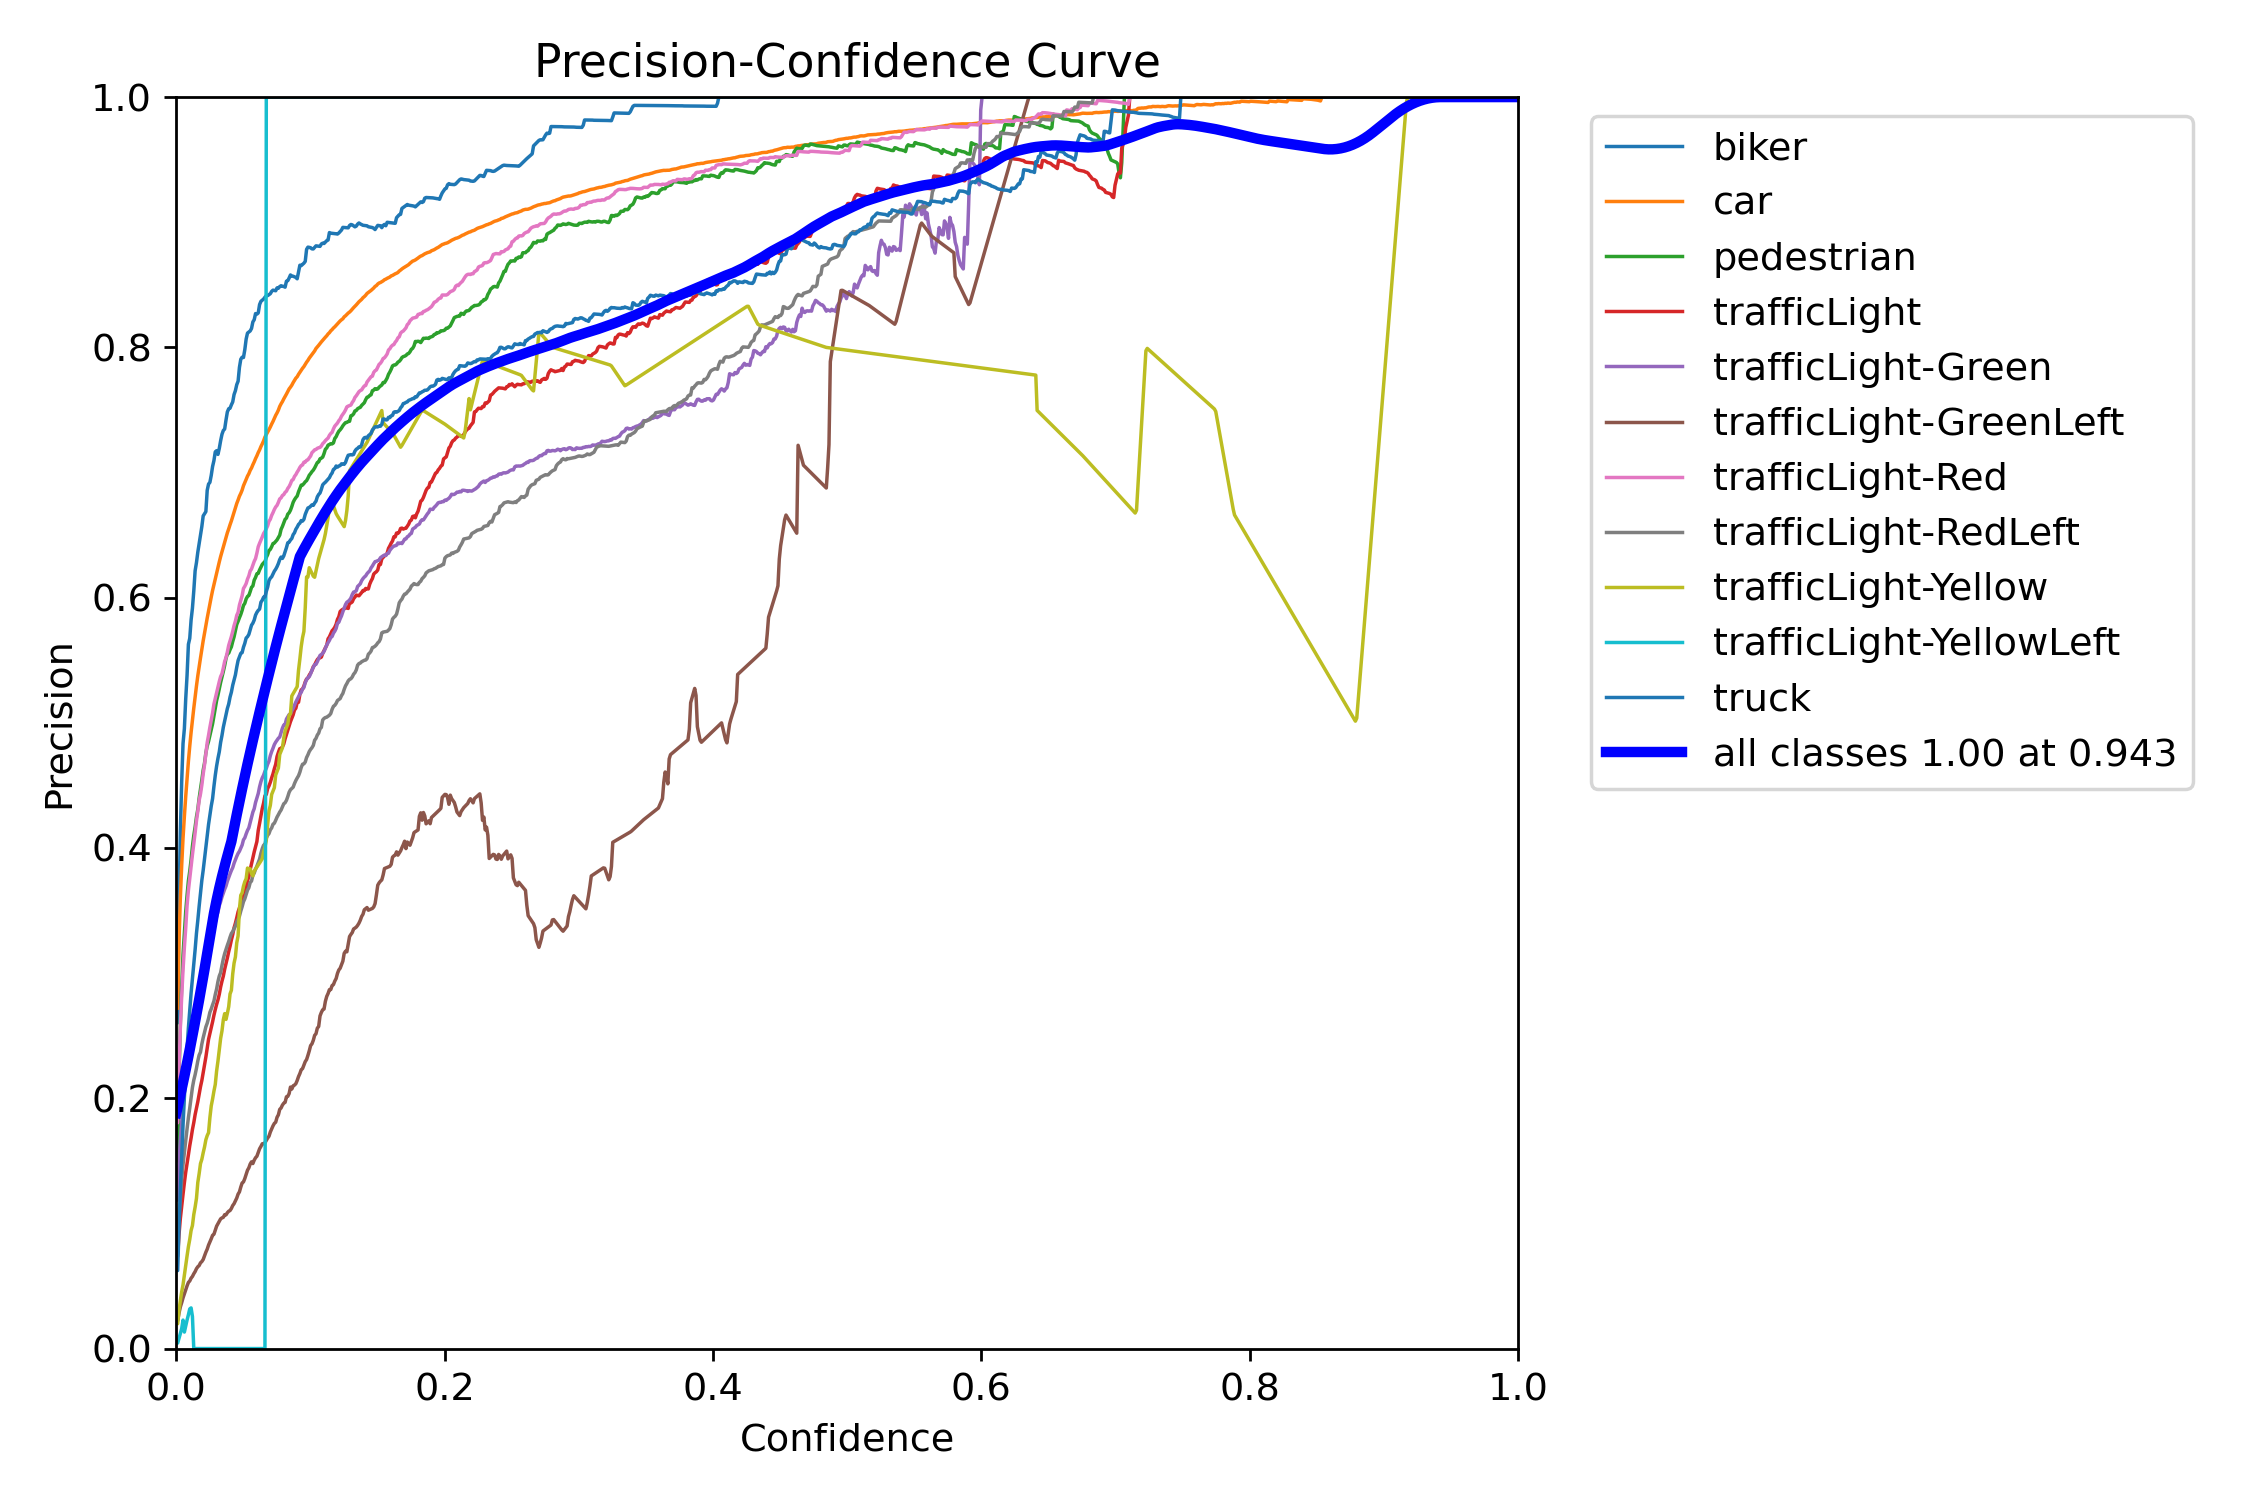 Precision-Confidence Curve
1.0
0.8
0.6
0.4
0.2
0.0
Precision
0.0 0.2 0.4 0.6 0.8 1.0
Confidence
biker
car
pedestrian
trafficLight
trafficLight-Green
trafficLight-GreenLeft
trafficLight-Red
trafficLight-RedLeft
trafficLight-Yellow
trafficLight-YellowLeft
truck
all classes 1.00 at 0.943